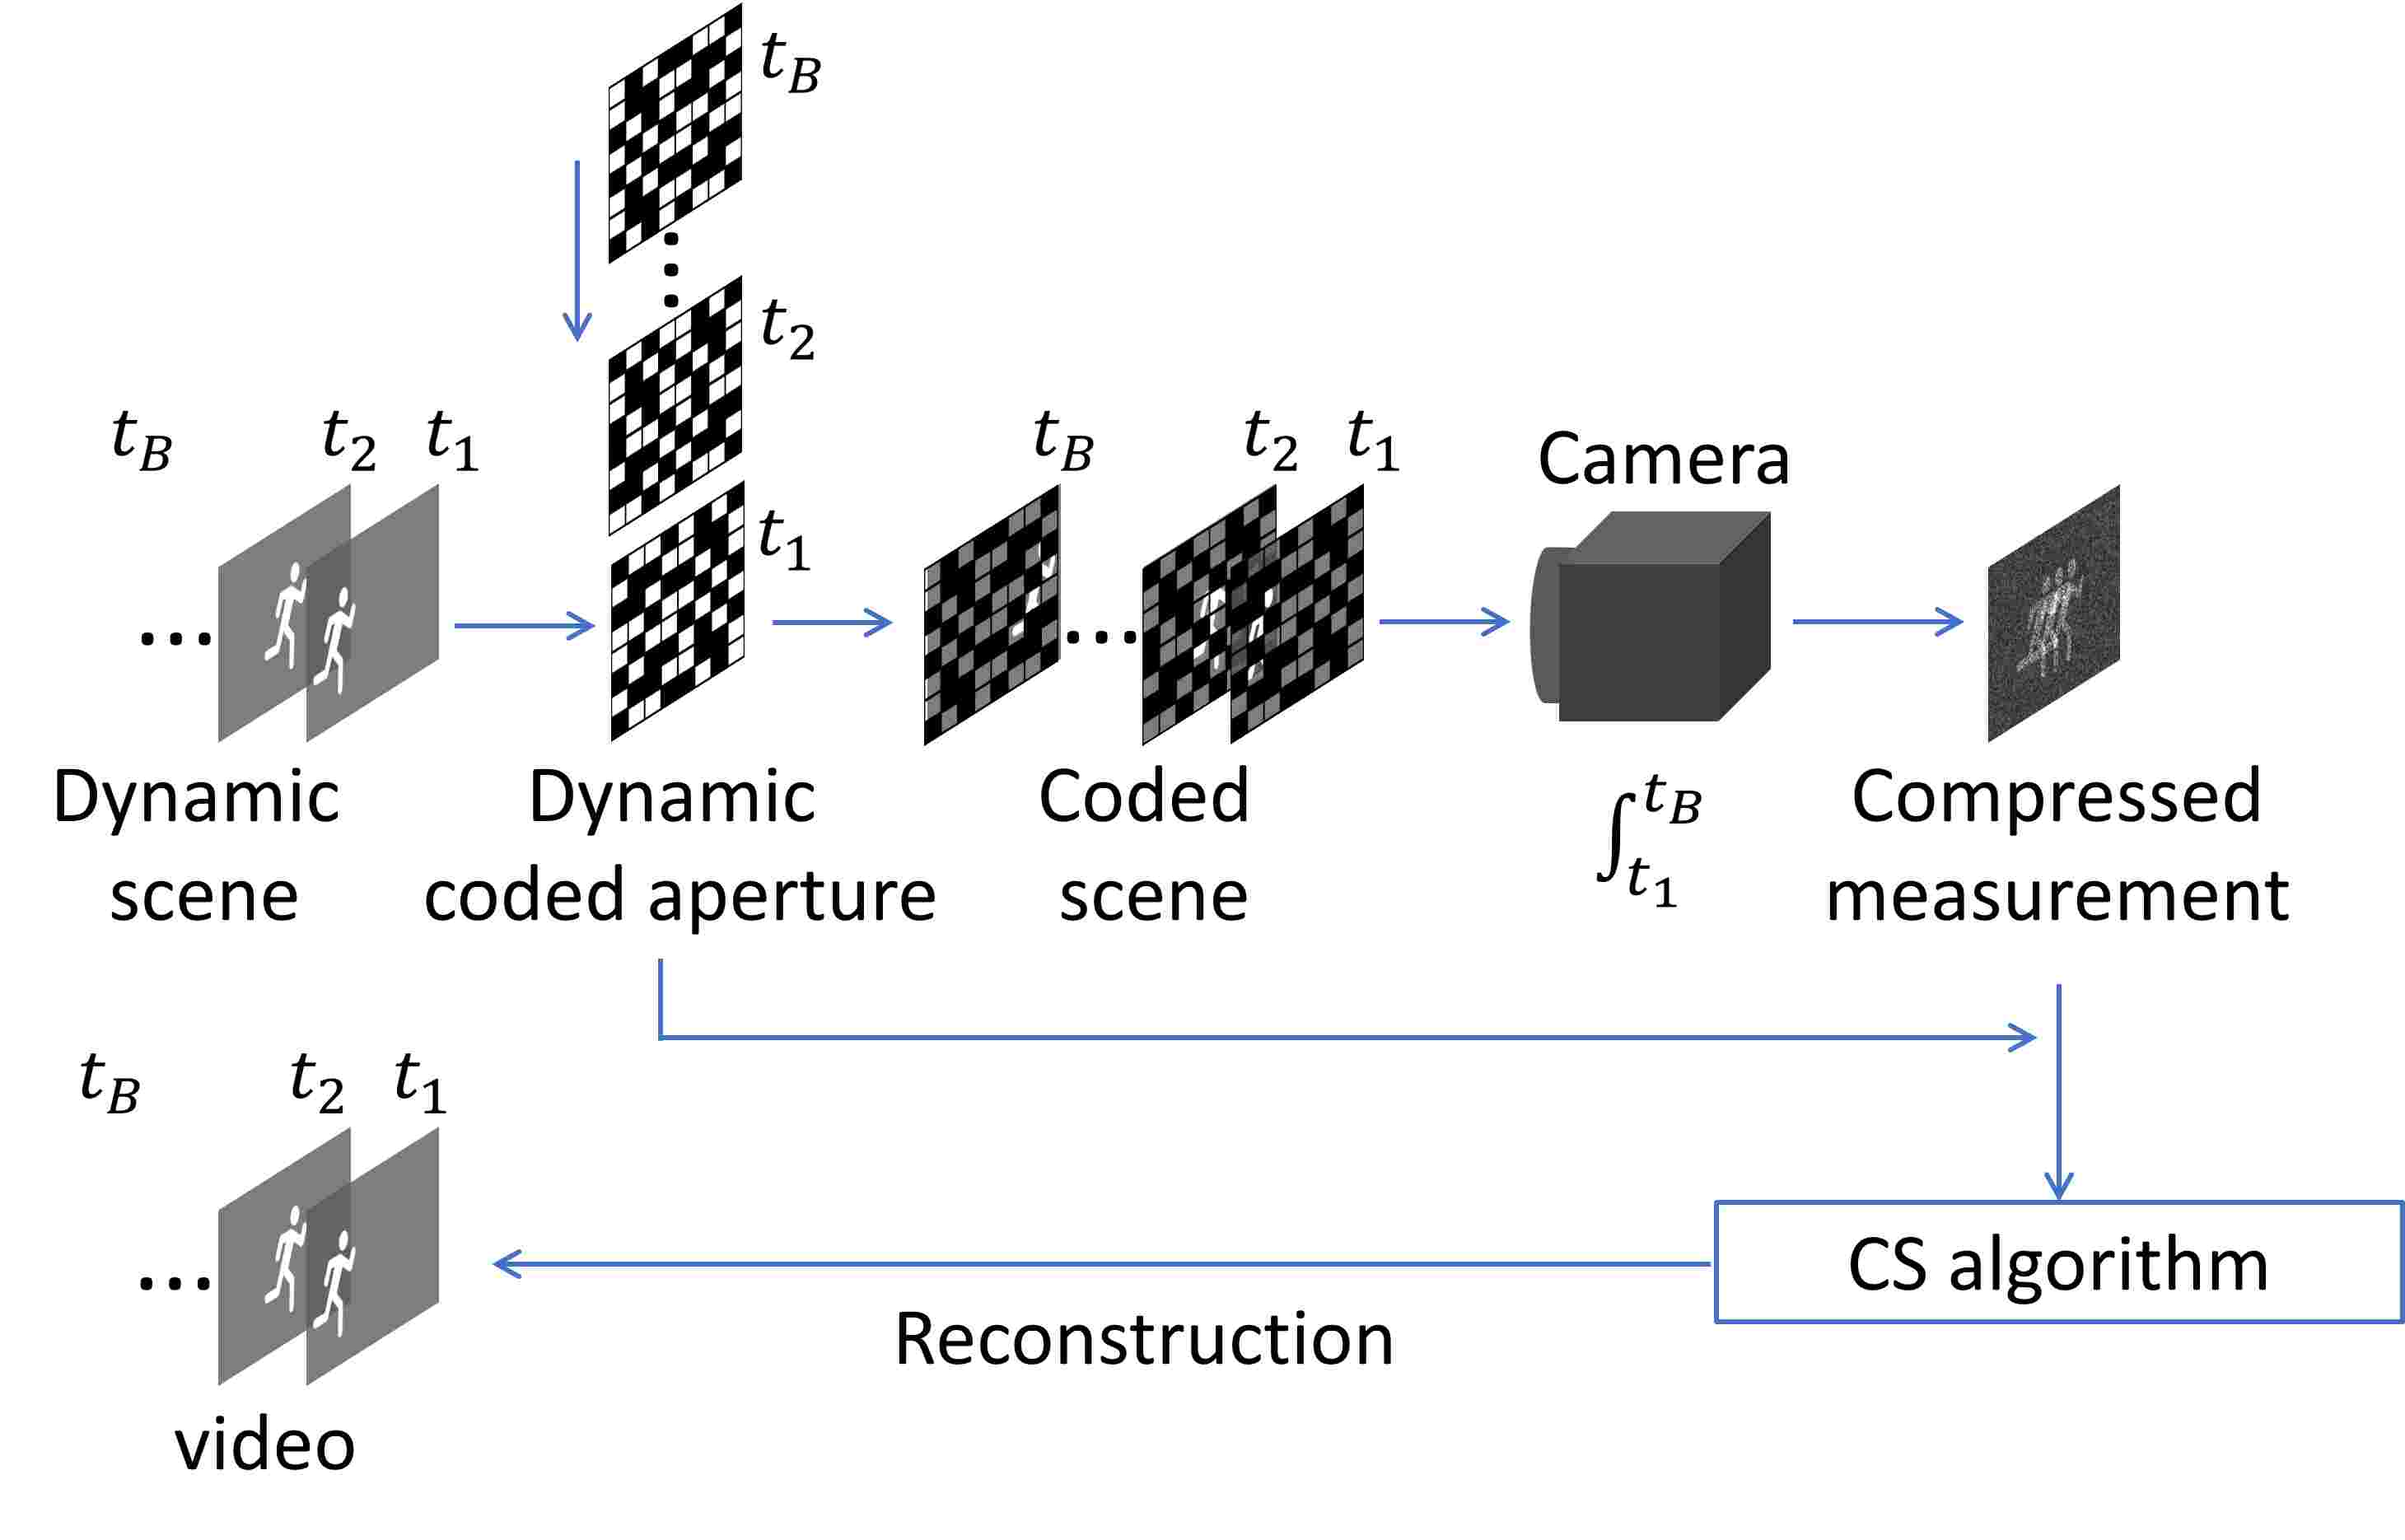 t_B
t_2
t_B t_2 t_1
t_1
t_B t_2 t_1
Camera
Dynamic scene
Dynamic coded aperture
Coded scene
∫_{t_1}^{t_B}
Compressed measurement
t_B t_2 t_1
CS algorithm
Reconstruction
video